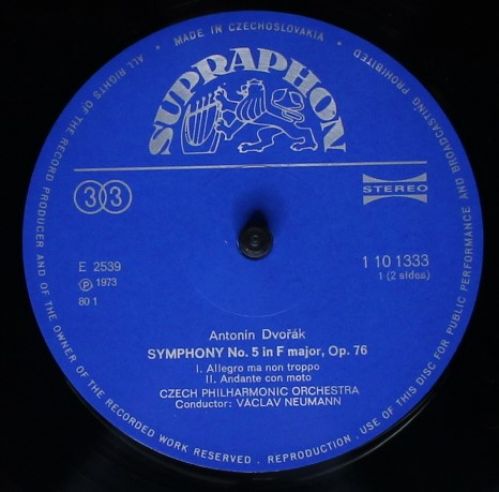 ALL RIGHTS OF THE RECORD PRODUCER AND OF THE OWNER OF THE RECORDED WORK RESERVED . REPRODUCTION . USE OF THIS DISC FOR PUBLIC PERFORMANCE AND BROADCASTING PROHIBITED
• MADE IN CZECHOSLOVAKIA •
SUPRAPHON
33
STEREO
E 2539
1 10 1333
℗ 1973
1 (2 sides)
80 1
Antonín Dvořák
SYMPHONY No. 5 in F major, Op. 76
I. Allegro ma non troppo
II. Andante con moto
CZECH PHILHARMONIC ORCHESTRA
Conductor: VÁCLAV NEUMANN